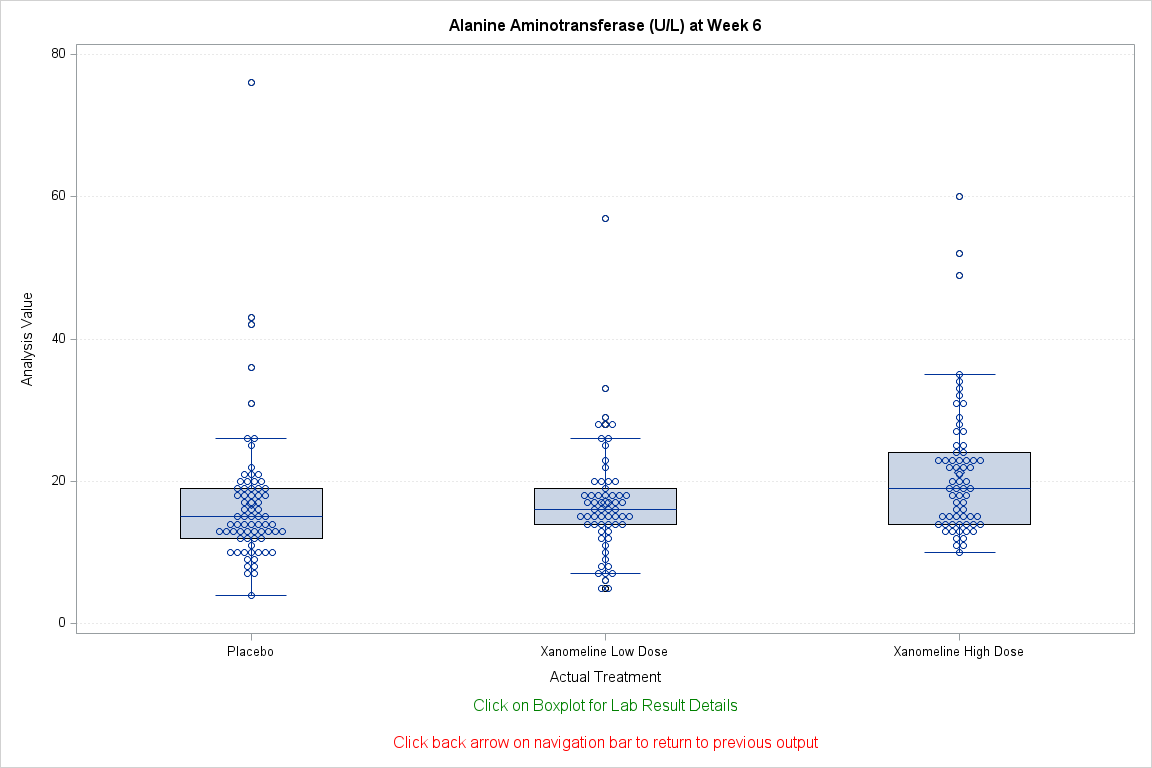 Alanine Aminotransferase (U/L) at Week 6
80
60
40
20
0
Analysis Value
Placebo
Xanomeline Low Dose
Xanomeline High Dose
Actual Treatment
Click on Boxplot for Lab Result Details
Click back arrow on navigation bar to return to previous output